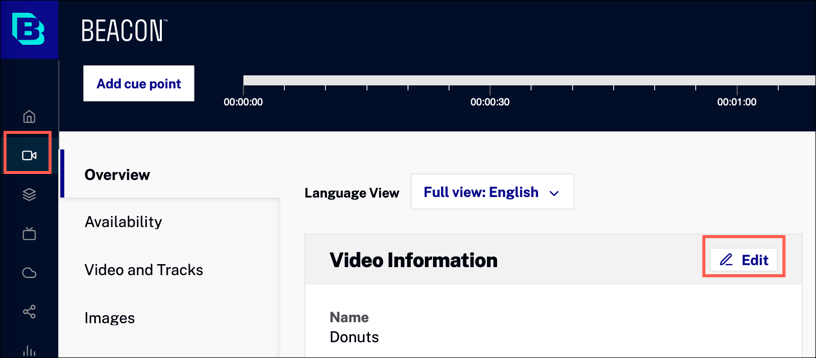 BEACON™
Add cue point
00:00:00 00:00:30 00:01:00
Overview
Language View Full view: English
Availability
Video Information Edit
Video and Tracks
Images
Name
Donuts